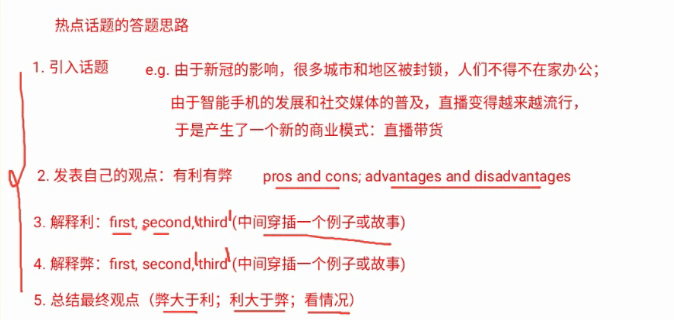 热点话题的答题思路
1. 引入话题 e.g. 由于新冠的影响，很多城市和地区被封锁，人们不得不在家办公；
由于智能手机的发展和社交媒体的普及，直播变得越来越流行，
于是产生了一个新的商业模式：直播带货
2. 发表自己的观点：有利有弊 pros and cons; advantages and disadvantages
3. 解释利：first, second, third (中间穿插一个例子或故事)
4. 解释弊：first, second, third (中间穿插一个例子或故事)
5. 总结最终观点（弊大于利；利大于弊；看情况）